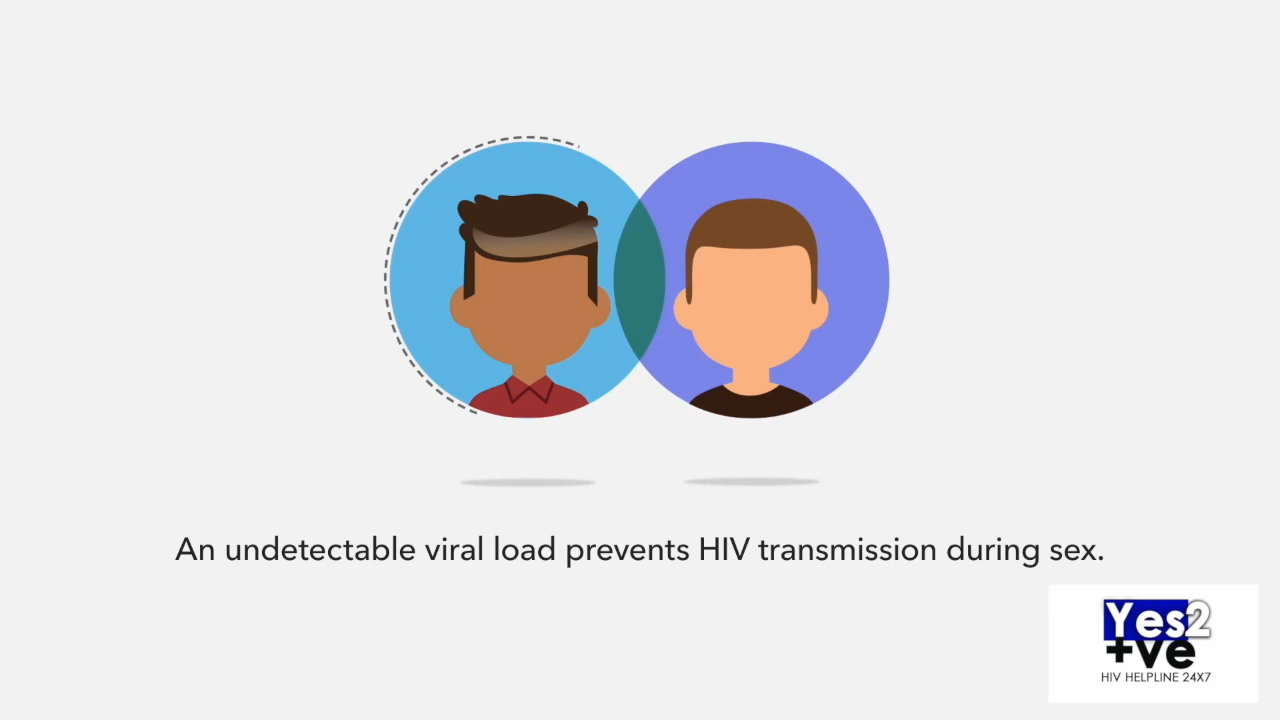 An undetectable viral load prevents HIV transmission during sex.
Yes2
+ve
HIV HELPLINE 24X7